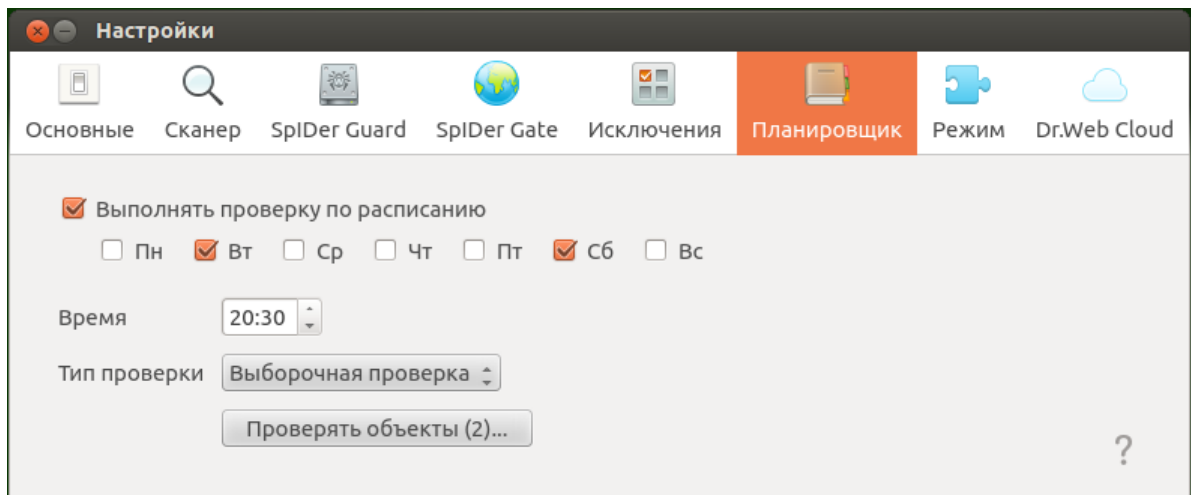 Настройки
Основные Сканер SpIDer Guard SpIDer Gate Исключения Планировщик Режим Dr.Web Cloud
Выполнять проверку по расписанию
Пн Вт Ср Чт Пт Сб Вс
Время 20:30
Тип проверки Выборочная проверка
Проверять объекты (2)...
?